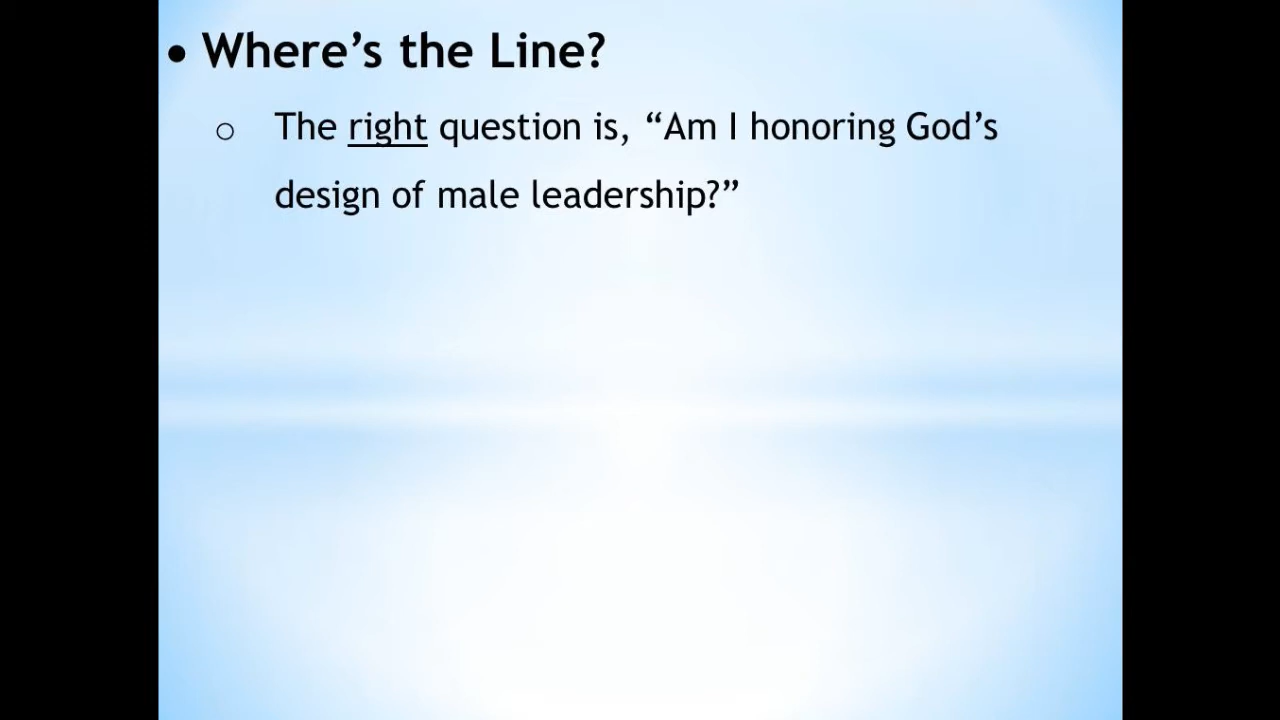 • Where’s the Line?
o The right question is, “Am I honoring God’s
design of male leadership?”